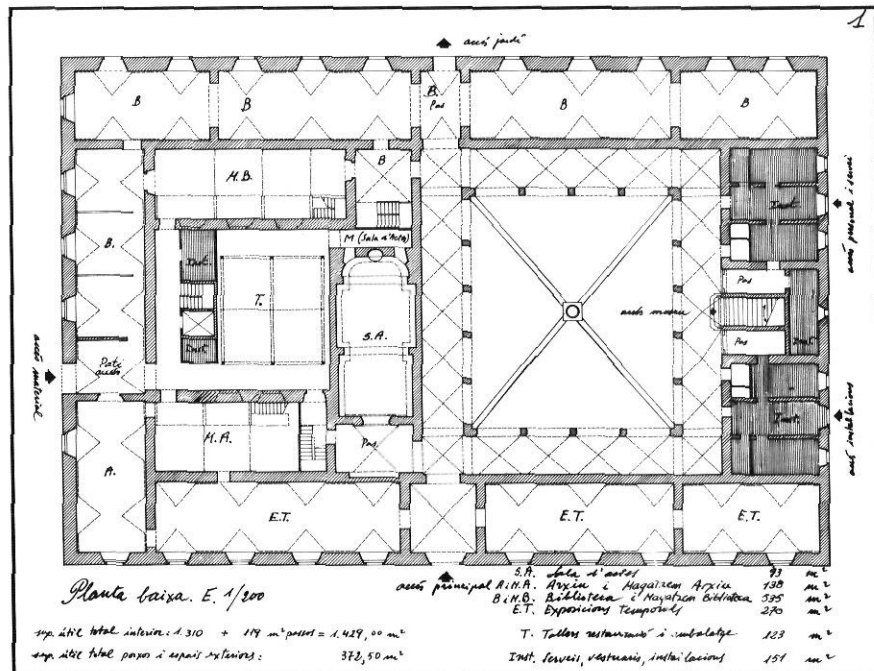 1
accés jardí
B
B
B.
Pas
B
B
M.B.
B
Inst.
accés personal i servei
M (Sala d'Actes)
Inst.
B.
T.
S.A.
accés museu
Pas
Inst
Pas
Inst
Pati
accés
accés material
Inst.
accés instal·lacions
A.
M.A.
Pas
E.T.
E.T.
E.T.
accés principal
Planta baixa. E. 1/200
S.A. Sala d'actes 93 m²
A i M.A. Arxiu i Magatzem Arxiu 138 m²
B i M.B. Biblioteca i Magatzem Biblioteca 535 m²
E.T. Exposicions Temporals 270 m²
T. Tallers restauració i embalatge 123 m²
Inst. Serveis, vestuaris, instal·lacions 151 m²
sup. útil total interior: 1.310 + 119 m² passos = 1.429,00 m²
sup. útil total porxos i espais exteriors: 372,50 m²